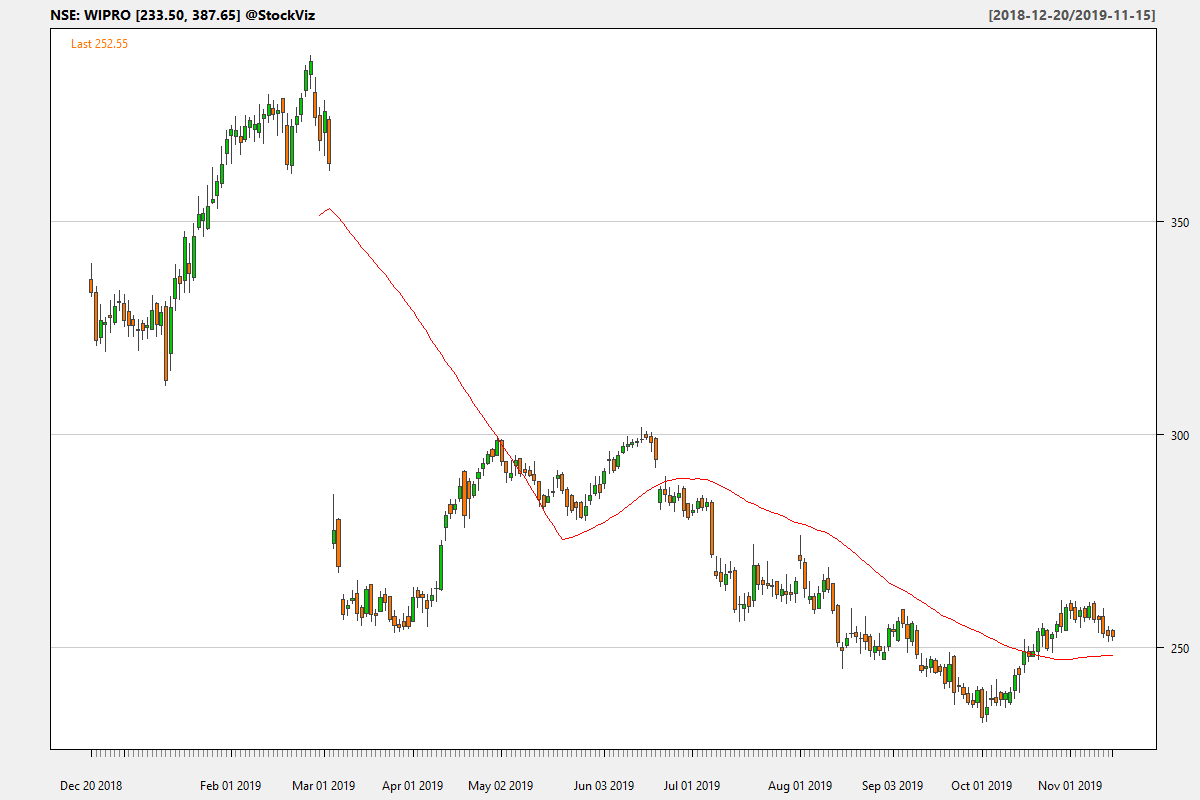 NSE: WIPRO [233.50, 387.65] @StockViz [2018-12-20/2019-11-15]
Last 252.55
350
300
250
Dec 20 2018 Feb 01 2019 Mar 01 2019 Apr 01 2019 May 02 2019 Jun 03 2019 Jul 01 2019 Aug 01 2019 Sep 03 2019 Oct 01 2019 Nov 01 2019